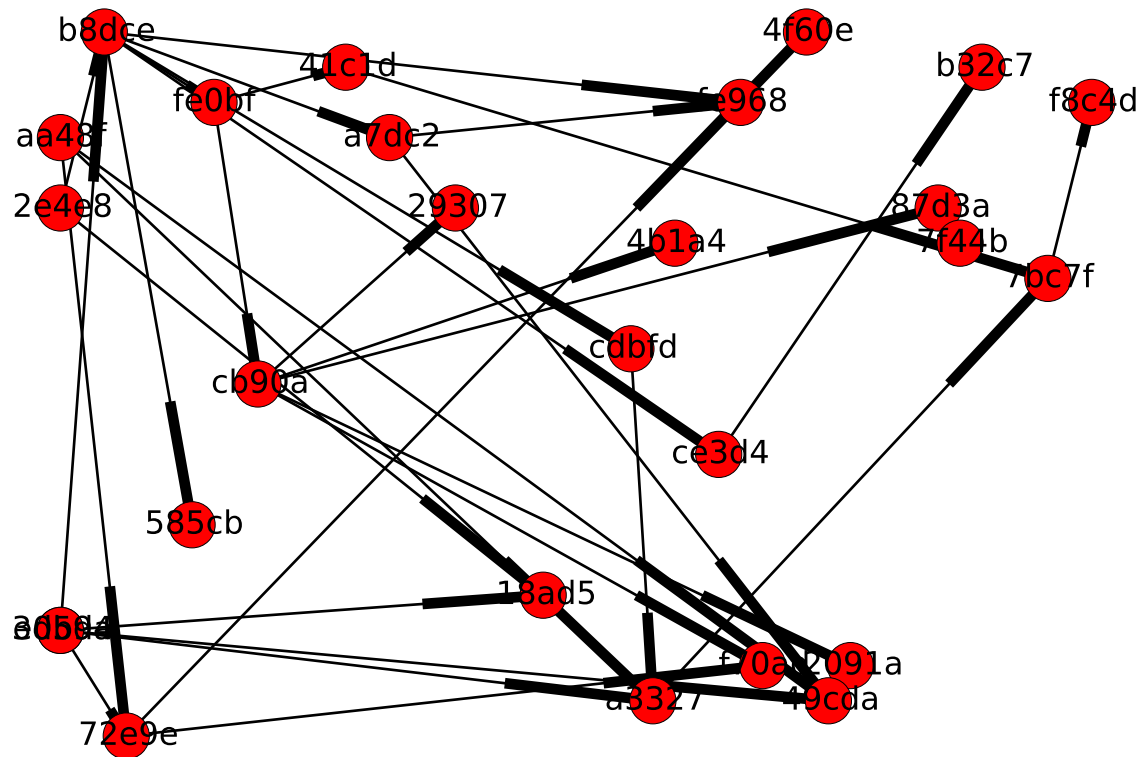 b8dce
4f60e
41c1d
b32c7
fe0bf
fe968
f8c4d
aa48f
a7dc2
2e4e8
29307
87d3a
4b1a4
7f44b
7bc7f
cdbfd
cb90a
ce3d4
585cb
18ad5
2091a
a3327
49cda
72e9e